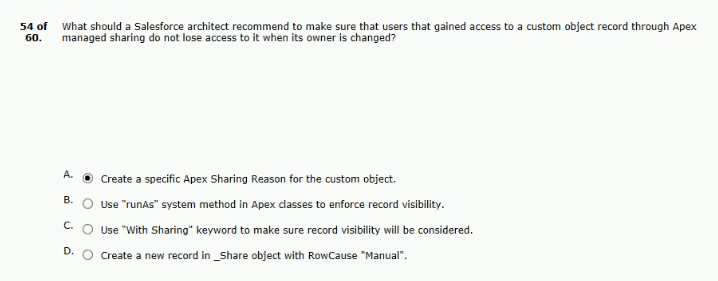 54 of What should a Salesforce architect recommend to make sure that users that gained access to a custom object record through Apex
60. managed sharing do not lose access to it when its owner is changed?
A. Create a specific Apex Sharing Reason for the custom object.
B. Use "runAs" system method in Apex classes to enforce record visibility.
C. Use "With Sharing" keyword to make sure record visibility will be considered.
D. Create a new record in _Share object with RowCause "Manual".